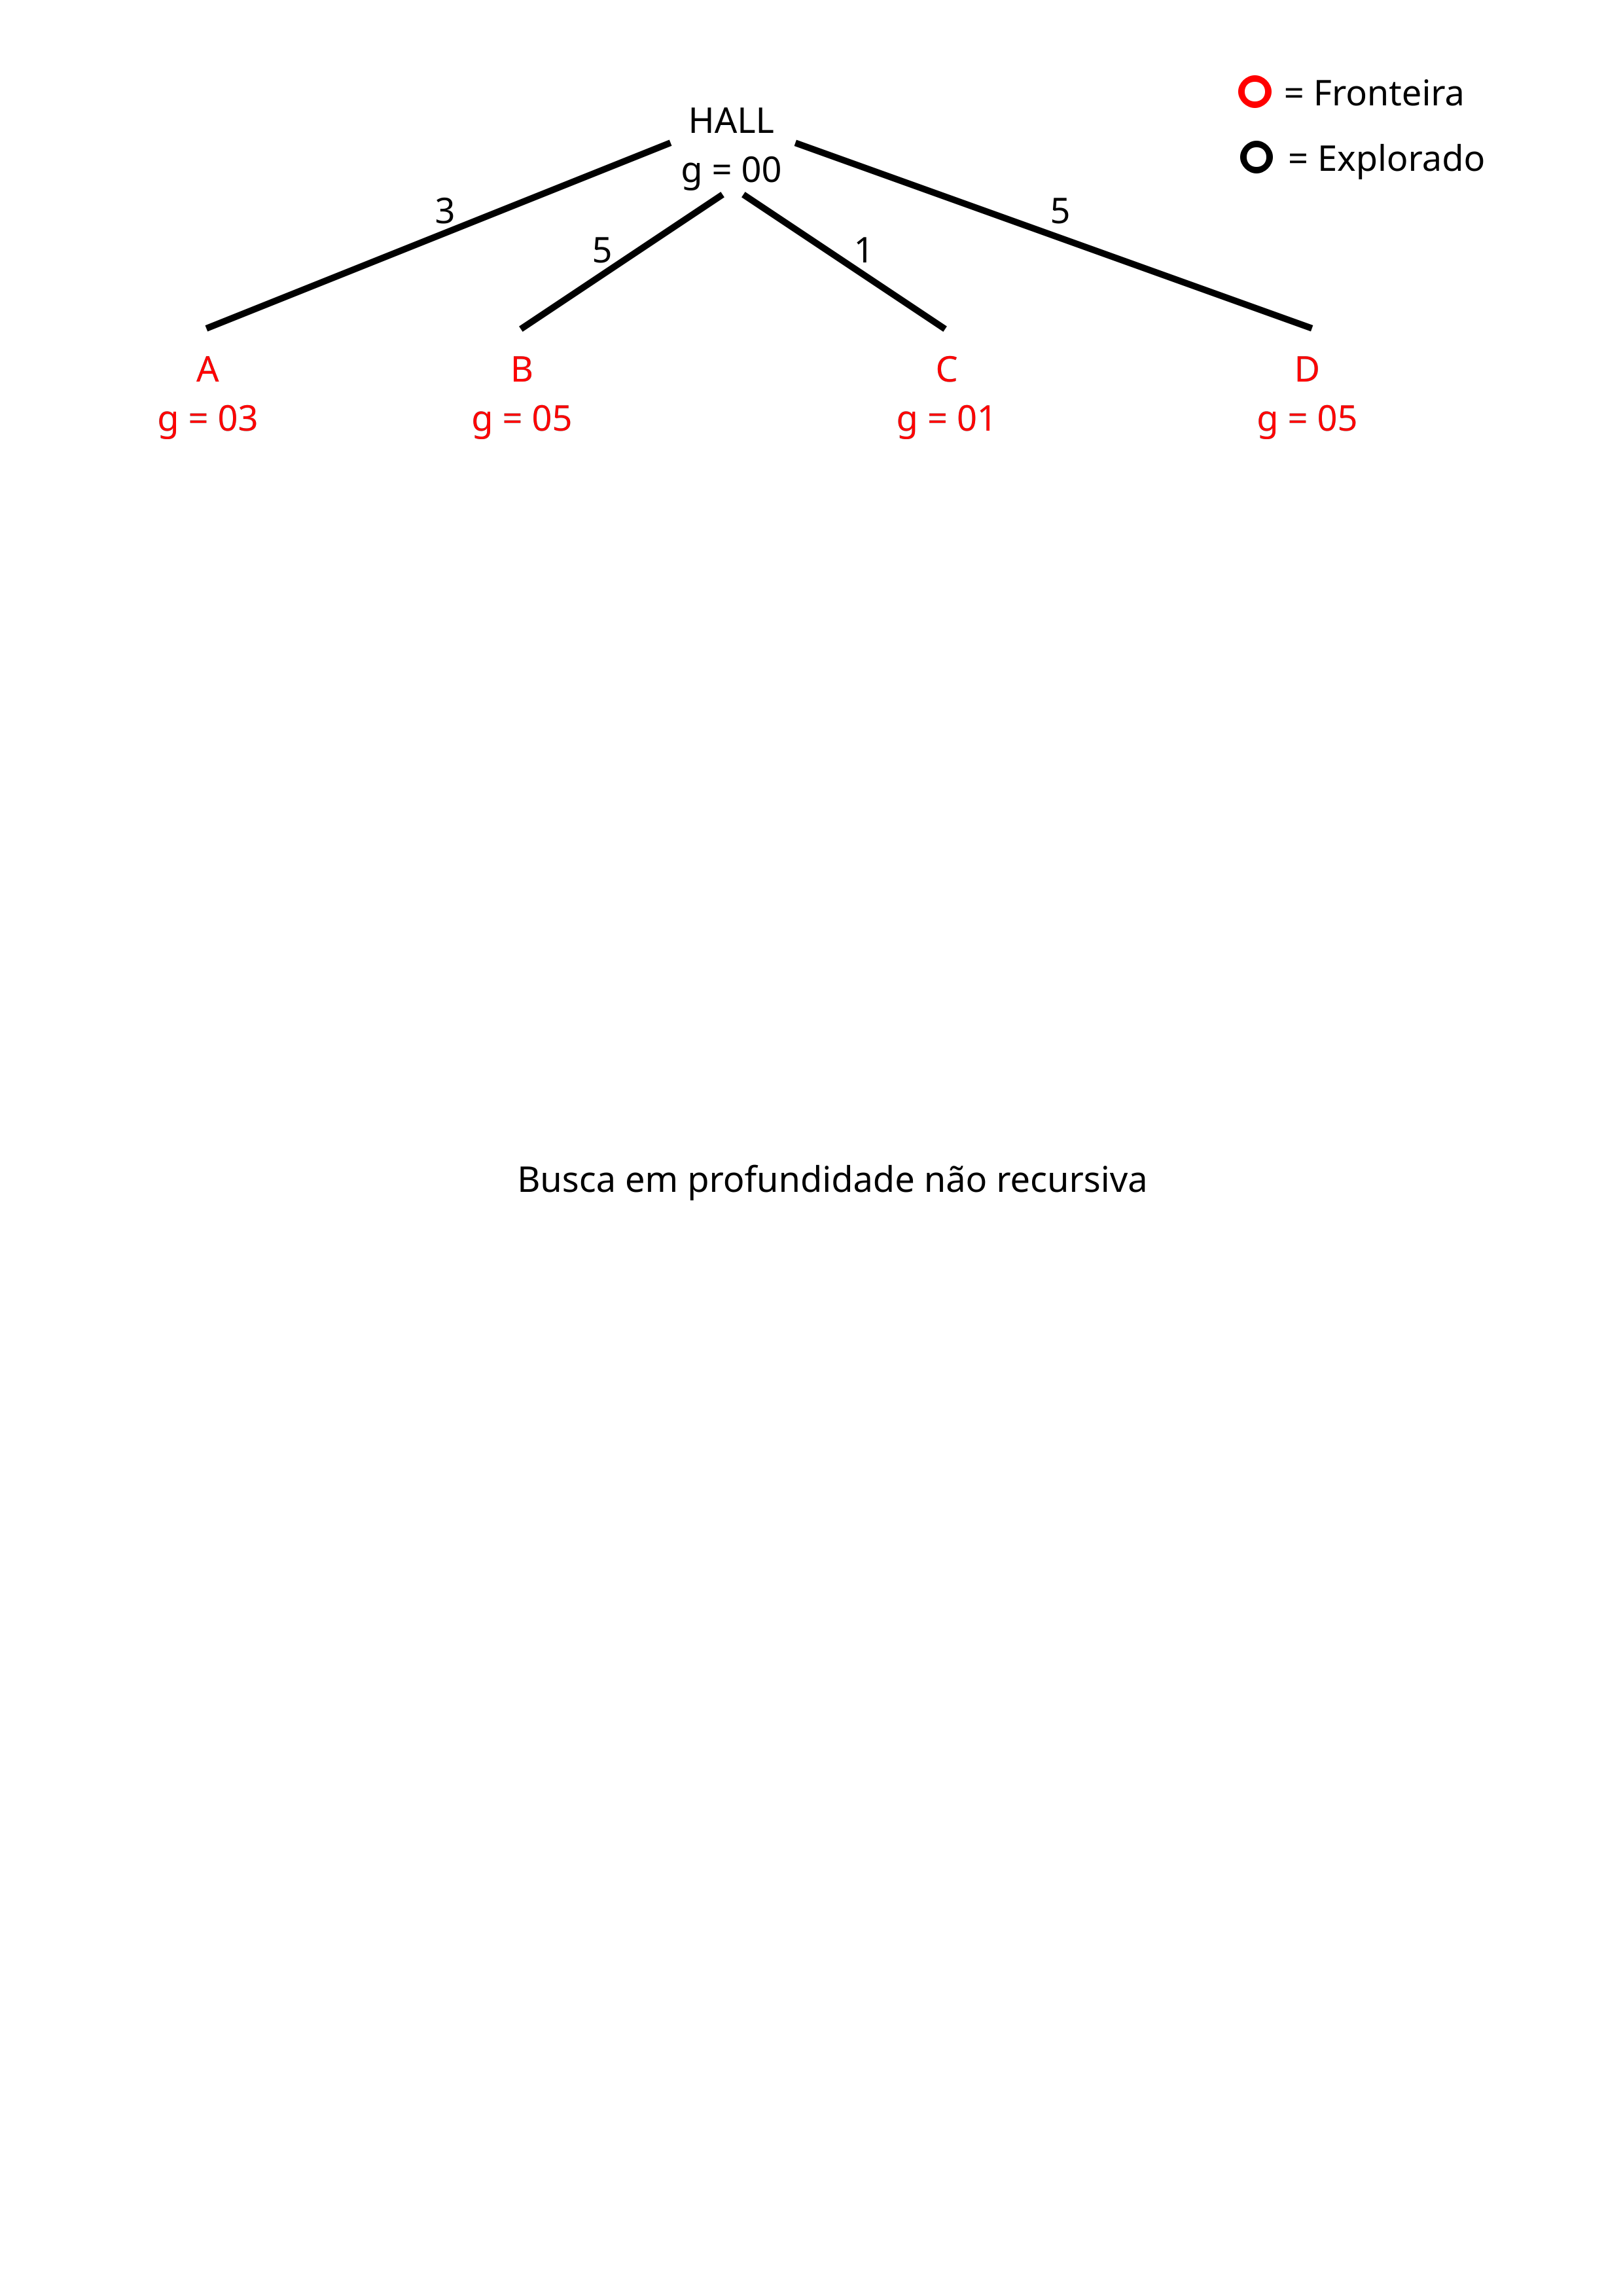 = Fronteira
HALL
= Explorado
g = 00
3
5
5
1
A
B
C
D
g = 03
g = 05
g = 01
g = 05
Busca em profundidade não recursiva